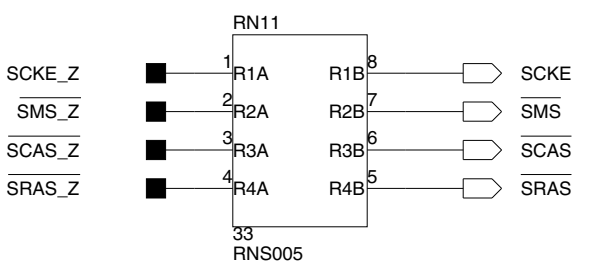 RN11
SCKE_Z 1 R1A R1B 8 SCKE
SMS_Z 2 R2A R2B 7 SMS
SCAS_Z 3 R3A R3B 6 SCAS
SRAS_Z 4 R4A R4B 5 SRAS
33
RNS005